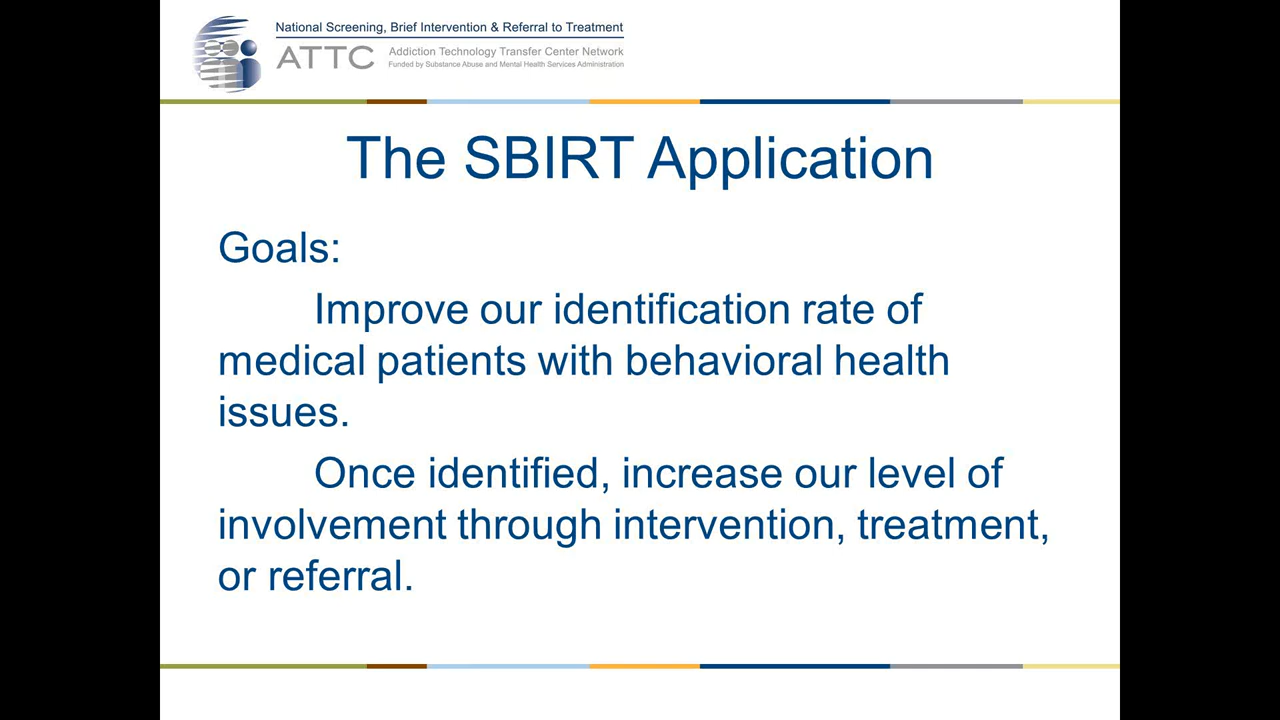 National Screening, Brief Intervention & Referral to Treatment
ATTC
Addiction Technology Transfer Center Network
Funded by Substance Abuse and Mental Health Services Administration
The SBIRT Application
Goals:
Improve our identification rate of
medical patients with behavioral health
issues.
Once identified, increase our level of
involvement through intervention, treatment,
or referral.